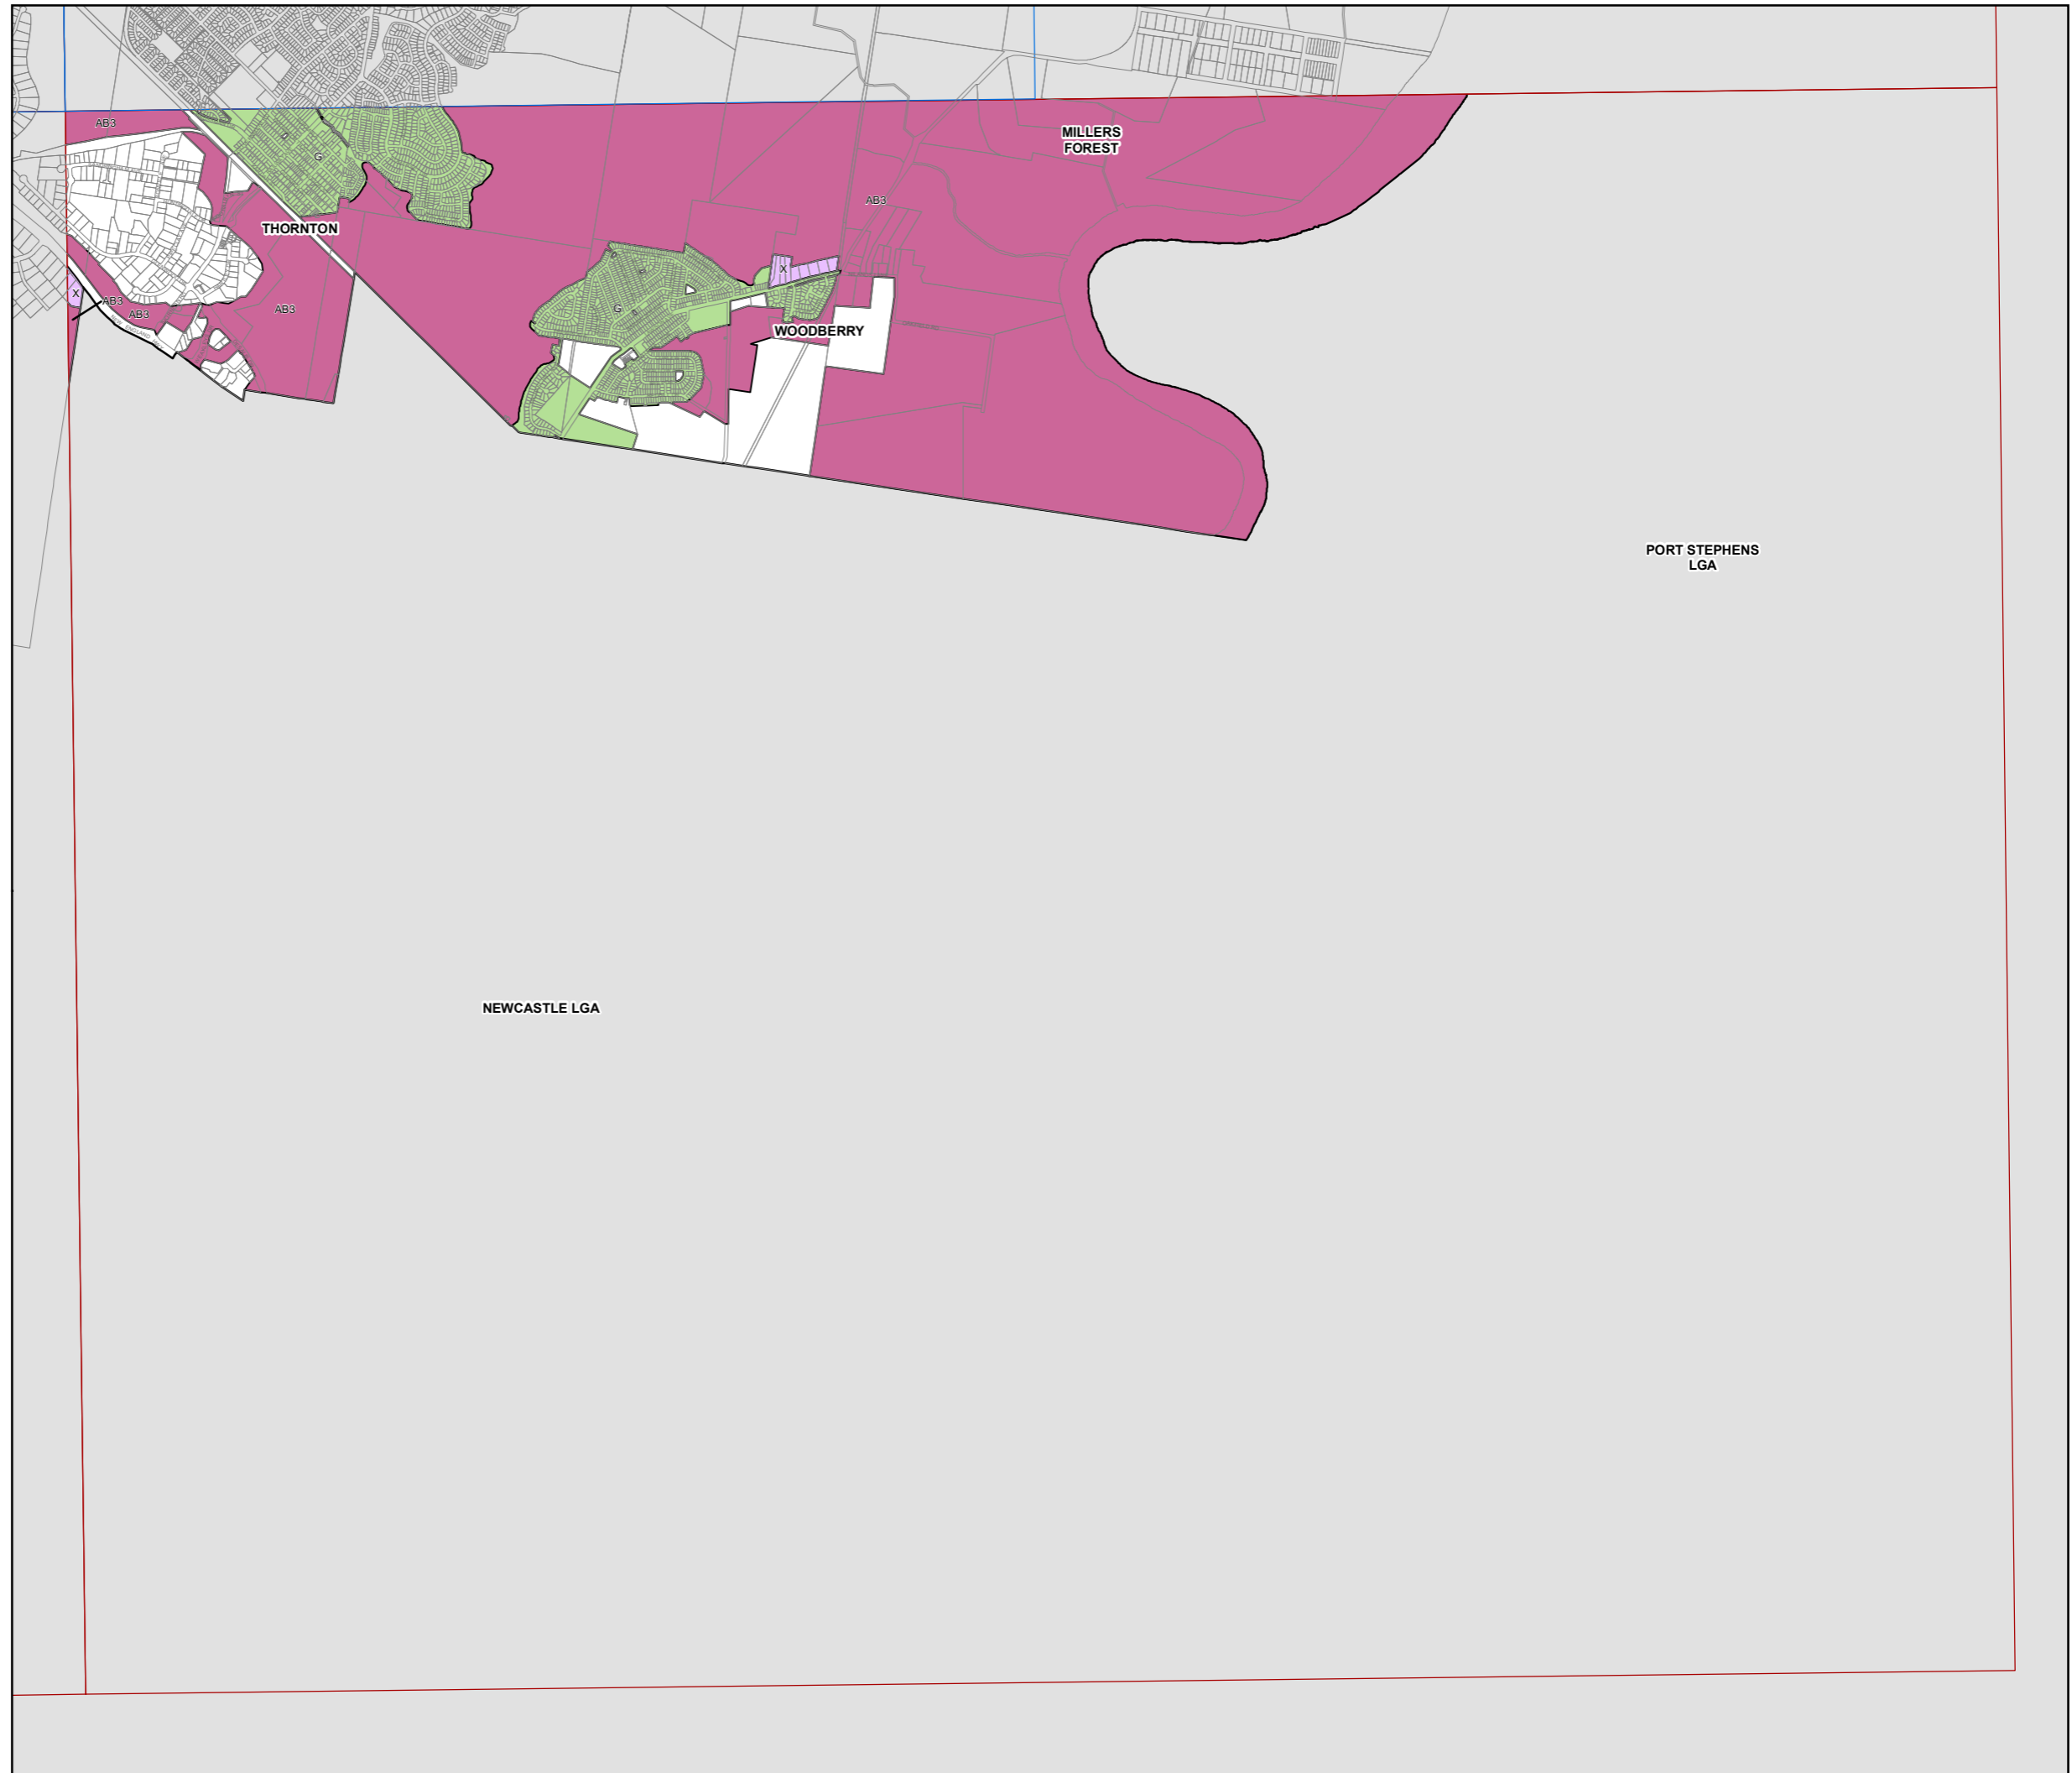 AB3
MILLERS
FOREST
G
AB3
THORNTON
X
X
AB3
AB3
AB3
G
WOODBERRY
PORT STEPHENS
LGA
NEWCASTLE LGA